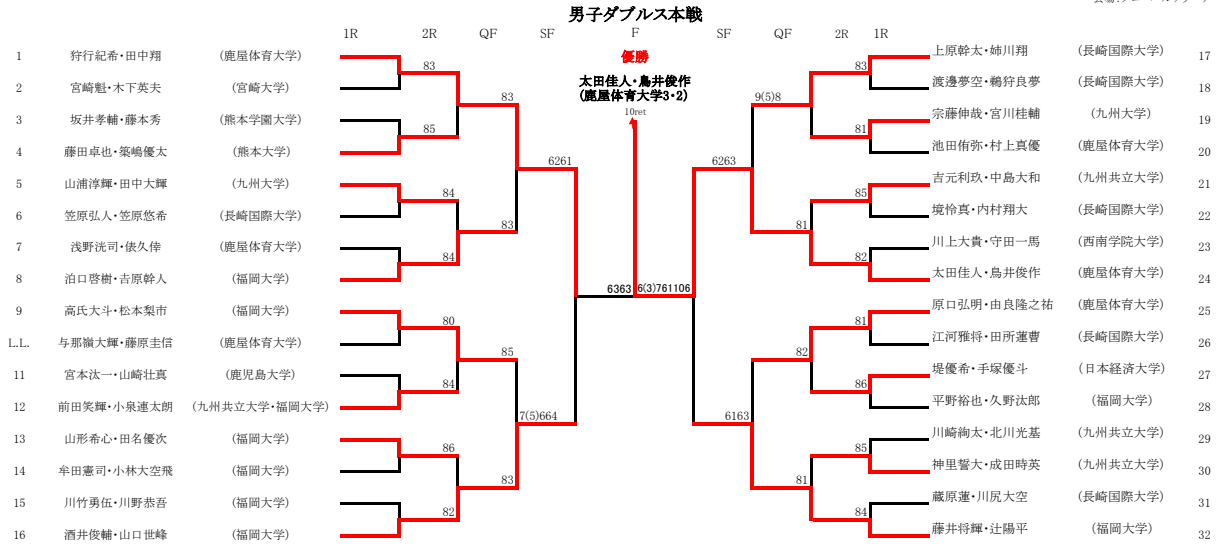 男子ダブルス本戦
1R 2R QF SF F SF QF 2R 1R
優勝
太田佳人・鳥井俊作
(鹿屋体育大学3・2)
10ret
1 狩行紀希・田中翔 (鹿屋体育大学)
2 宮崎魁・木下英夫 (宮崎大学)
3 坂井孝輔・藤本秀 (熊本学園大学)
4 藤田卓也・築嶋優太 (熊本大学)
5 山浦淳輝・田中大輝 (九州大学)
6 笠原弘人・笠原悠希 (長崎国際大学)
7 浅野洸司・俵久倖 (鹿屋体育大学)
8 泊口啓樹・吉原幹人 (福岡大学)
9 高氏大斗・松本梨市 (福岡大学)
L.L. 与那嶺大輝・藤原圭信 (鹿屋体育大学)
11 宮本汰一・山崎壮真 (鹿児島大学)
12 前田笑輝・小泉連太朗 (九州共立大学・福岡大学)
13 山形希心・田名優次 (福岡大学)
14 牟田憲司・小林大空飛 (福岡大学)
15 川竹勇伍・川野恭吾 (福岡大学)
16 酒井俊輔・山口世峰 (福岡大学)
83
85
84
84
80
84
86
82
83
83
85
83
6261
7(5)664
6363 6(3)761106
6263
6163
9(5)8
81
82
81
83
81
85
82
81
86
85
84
上原幹太・姉川翔 (長崎国際大学) 17
渡邊夢空・鵜狩良夢 (長崎国際大学) 18
宗藤伸哉・宮川桂輔 (九州大学) 19
池田侑弥・村上真優 (鹿屋体育大学) 20
吉元利玖・中島大和 (九州共立大学) 21
境怜真・内村翔大 (長崎国際大学) 22
川上大貴・守田一馬 (西南学院大学) 23
太田佳人・鳥井俊作 (鹿屋体育大学) 24
原口弘明・由良隆之祐 (鹿屋体育大学) 25
江河雅将・田所蓮曹 (長崎国際大学) 26
堤優希・手塚優斗 (日本経済大学) 27
平野裕也・久野汰郎 (福岡大学) 28
川崎絢太・北川光基 (九州共立大学) 29
神里誓大・成田時英 (九州共立大学) 30
蔵原蓮・川尻大空 (長崎国際大学) 31
藤井将輝・辻陽平 (福岡大学) 32